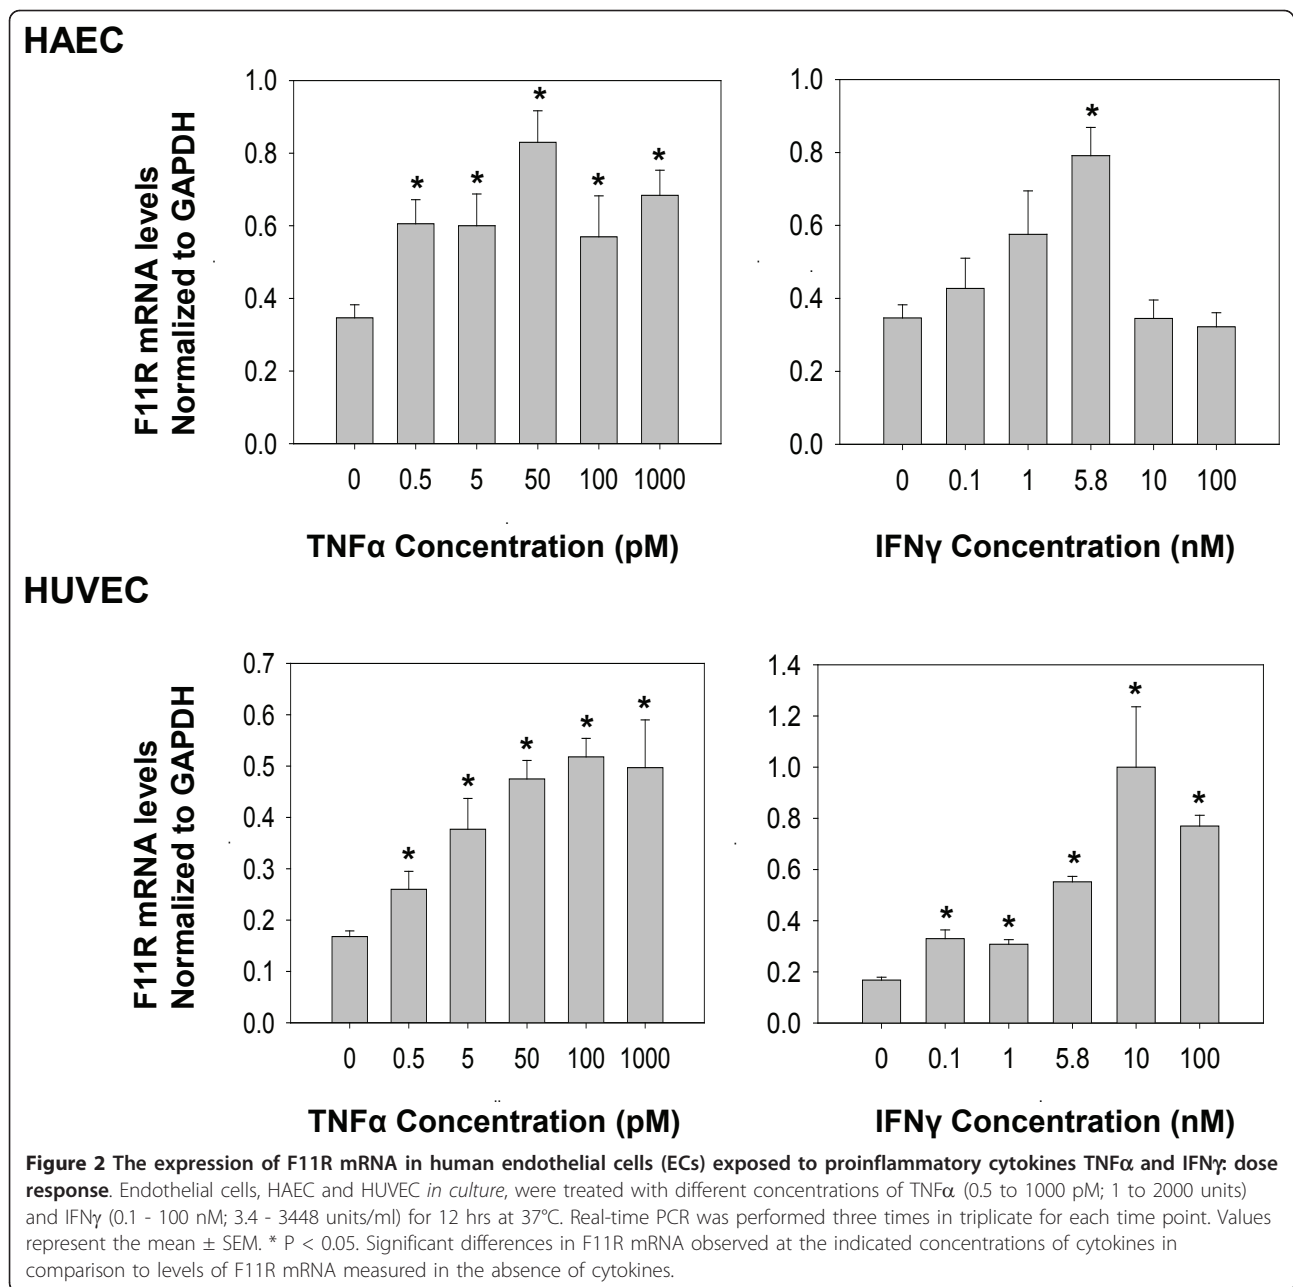 HAEC
F11R mRNA levels
Normalized to GAPDH
1.0
0.8
0.6
0.4
0.2
0.0
* * * * *
0 0.5 5 50 100 1000
TNFα Concentration (pM)
1.0
0.8
0.6
0.4
0.2
0.0
*
0 0.1 1 5.8 10 100
IFNγ Concentration (nM)
HUVEC
F11R mRNA levels
Normalized to GAPDH
0.7
0.6
0.5
0.4
0.3
0.2
0.1
0.0
* * * * *
0 0.5 5 50 100 1000
TNFα Concentration (pM)
1.4
1.2
1.0
0.8
0.6
0.4
0.2
0.0
* * * * *
0 0.1 1 5.8 10 100
IFNγ Concentration (nM)
Figure 2 The expression of F11R mRNA in human endothelial cells (ECs) exposed to proinflammatory cytokines TNFα and IFNγ: dose
response. Endothelial cells, HAEC and HUVEC in culture, were treated with different concentrations of TNFα (0.5 to 1000 pM; 1 to 2000 units)
and IFNγ (0.1 - 100 nM; 3.4 - 3448 units/ml) for 12 hrs at 37°C. Real-time PCR was performed three times in triplicate for each time point. Values
represent the mean ± SEM. * P < 0.05. Significant differences in F11R mRNA observed at the indicated concentrations of cytokines in
comparison to levels of F11R mRNA measured in the absence of cytokines.